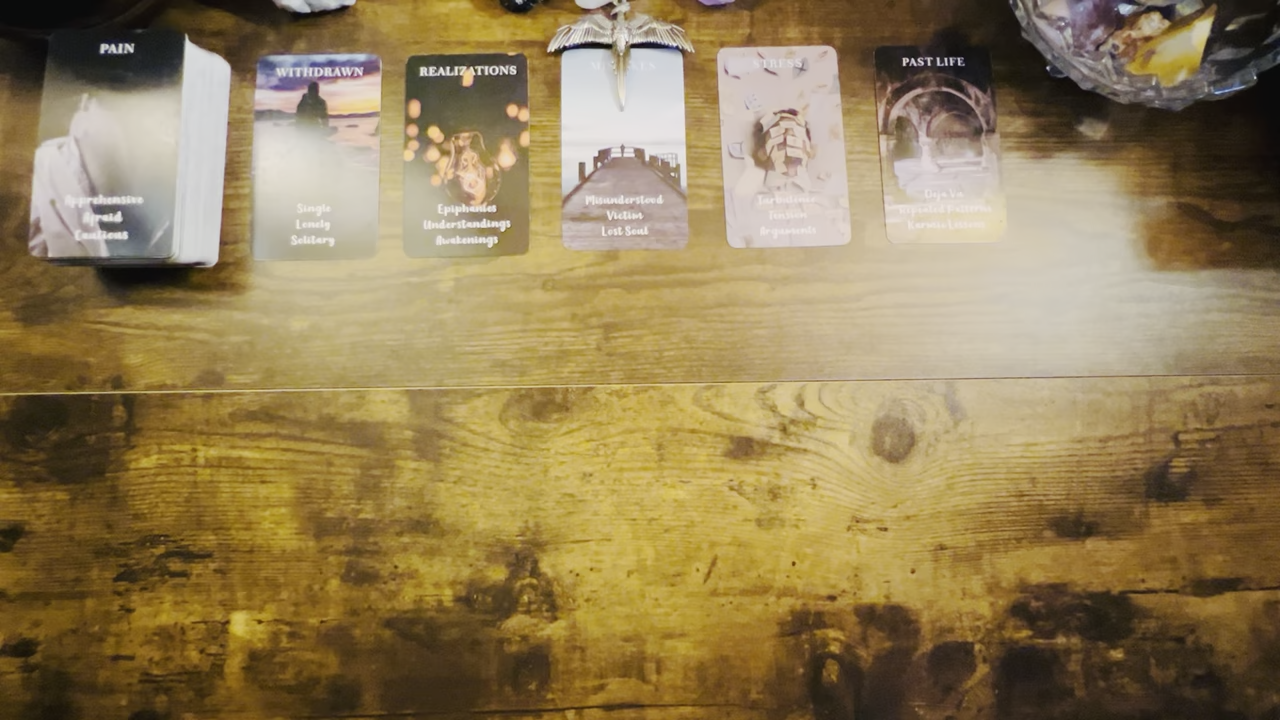 PAIN
Apprehensive
Afraid
Cautious
WITHDRAWN
Single
Lonely
Solitary
REALIZATIONS
Epiphanies
Understandings
Awakenings
Misunderstood
Victim
Lost Soul
STRESS
Turbulence
Tension
Arguments
PAST LIFE
Deja Vu
Repeated Patterns
Karmic Lessons